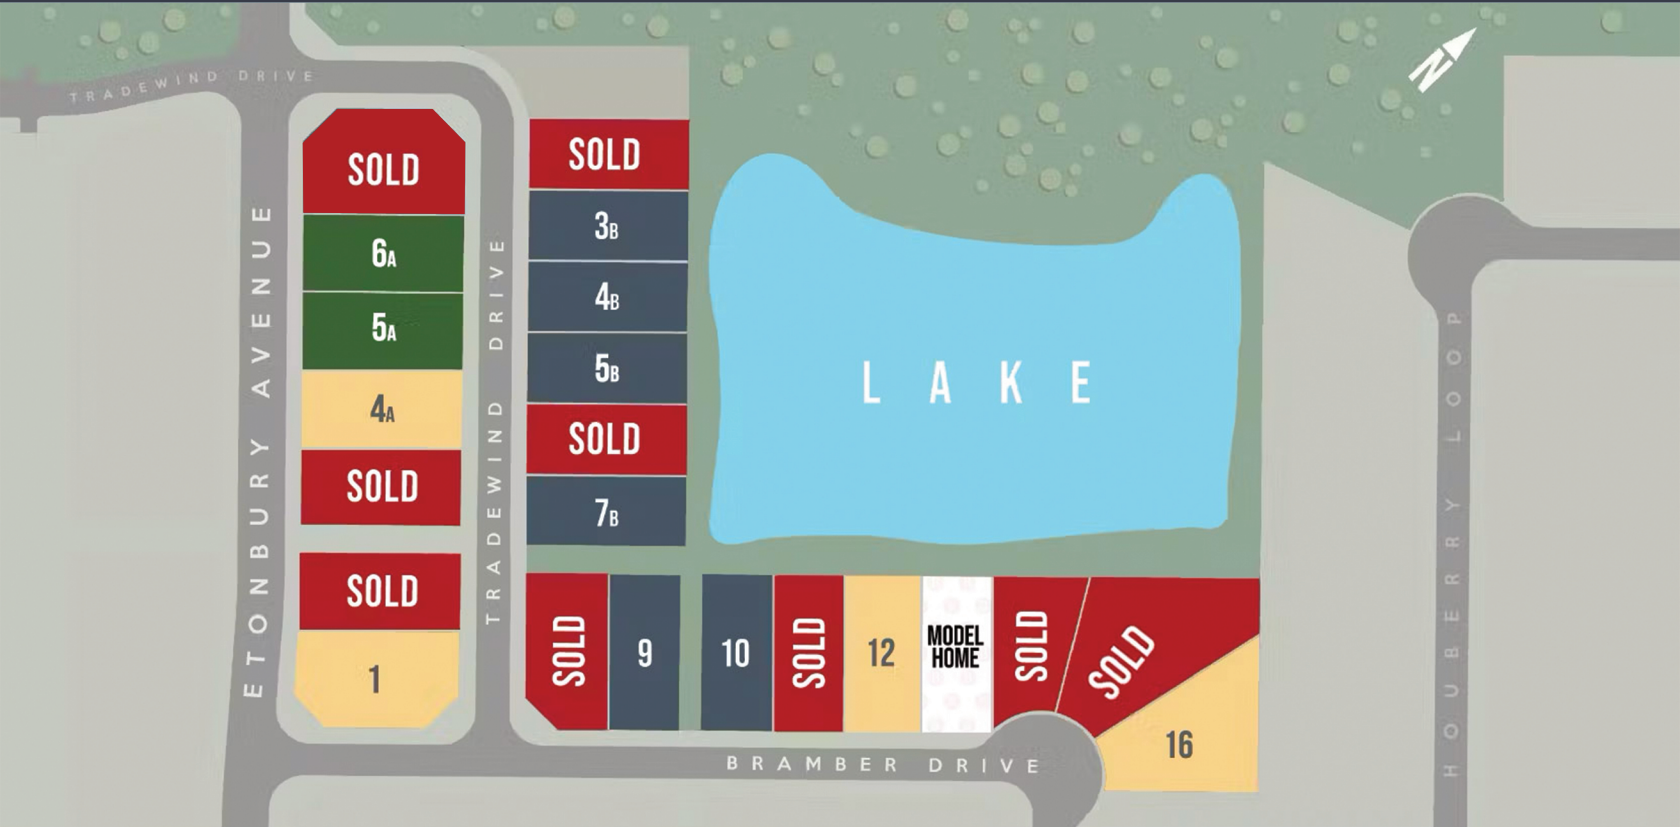 TRADEWIND DRIVE
N
SOLD
6A
5A
4A
SOLD
SOLD
1
ETONBURY AVENUE
TRADEWIND DRIVE
SOLD
3B
4B
5B
SOLD
7B
LAKE
SOLD
9
10
SOLD
12
MODEL
HOME
SOLD
SOLD
16
BRAMBER DRIVE
HOUBERRY LOOP